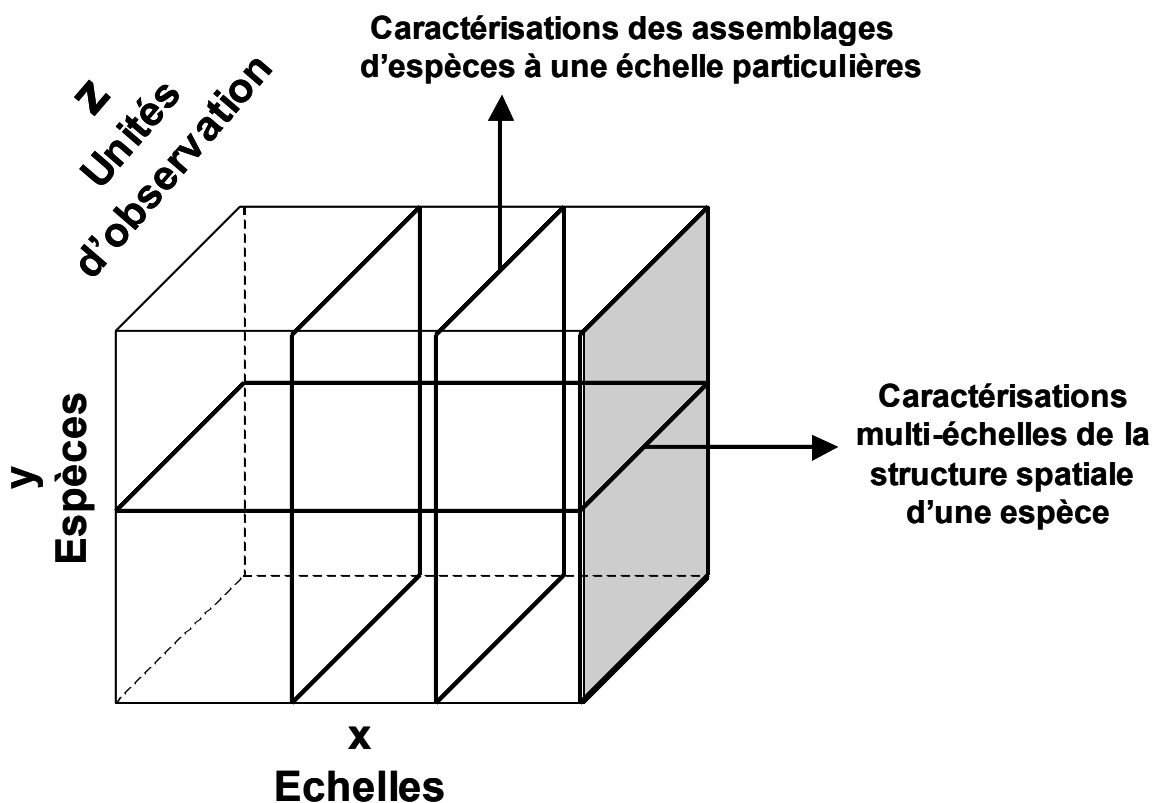 Caractérisations des assemblages
d'espèces à une échelle particulières
z
Unités
d'observation
y
Espèces
Caractérisations
multi-échelles de la
structure spatiale
d'une espèce
x
Echelles